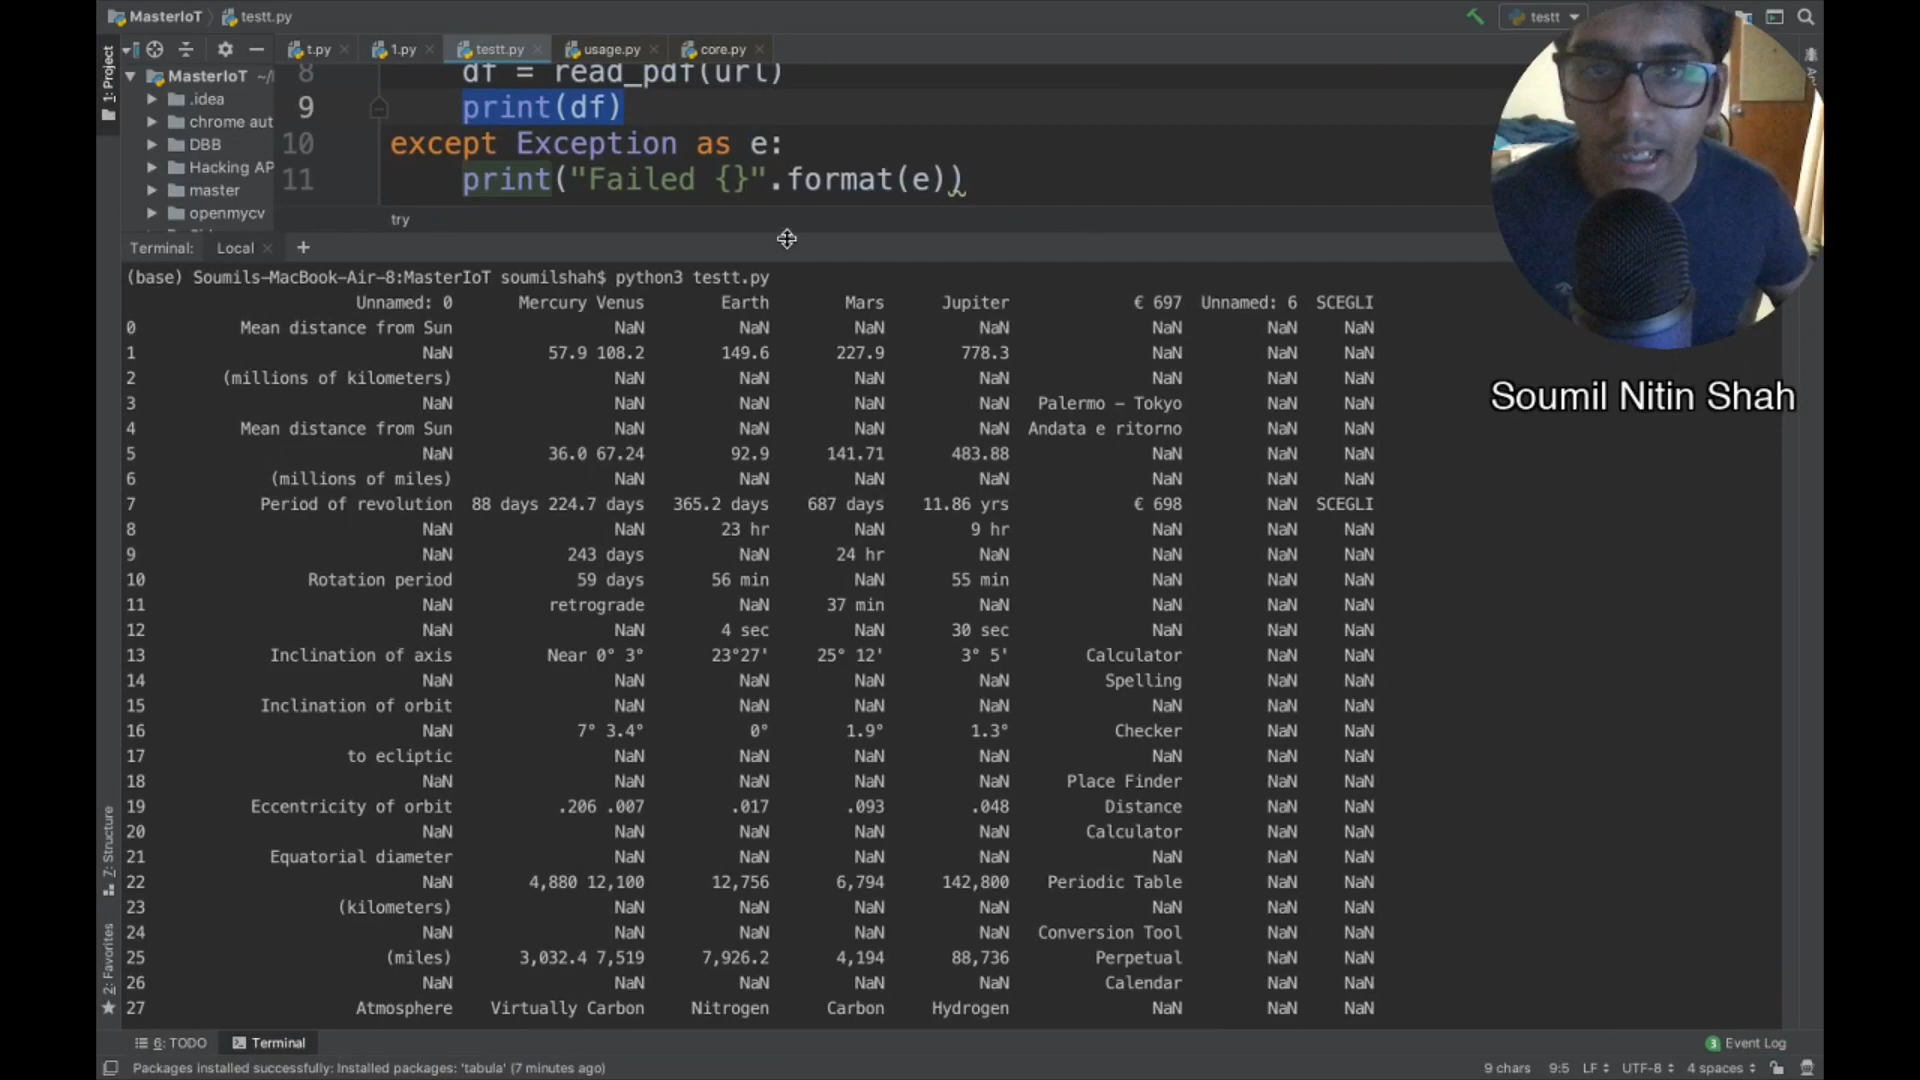 MasterIoT testt.py
testt
1: Project
t.py 1.py testt.py usage.py core.py
MasterIoT ~/
.idea
chrome aut
DBB
Hacking AP
master
openmycv
8 df = read_pdf(url)
9 print(df)
10 except Exception as e:
11 print("Failed {}".format(e))
try
Terminal: Local +
(base) Soumils-MacBook-Air-8:MasterIoT soumilshah$ python3 testt.py
Unnamed: 0 Mercury Venus Earth Mars Jupiter € 697 Unnamed: 6 SCEGLI
0 Mean distance from Sun NaN NaN NaN NaN NaN NaN NaN
1 NaN 57.9 108.2 149.6 227.9 778.3 NaN NaN NaN
2 (millions of kilometers) NaN NaN NaN NaN NaN NaN NaN
3 NaN NaN NaN NaN NaN Palermo - Tokyo NaN NaN
4 Mean distance from Sun NaN NaN NaN NaN Andata e ritorno NaN NaN
5 NaN 36.0 67.24 92.9 141.71 483.88 NaN NaN NaN
6 (millions of miles) NaN NaN NaN NaN NaN NaN NaN
7 Period of revolution 88 days 224.7 days 365.2 days 687 days 11.86 yrs € 698 NaN SCEGLI
8 NaN NaN 23 hr NaN 9 hr NaN NaN NaN
9 NaN 243 days NaN 24 hr NaN NaN NaN NaN
10 Rotation period 59 days 56 min NaN 55 min NaN NaN NaN
11 NaN retrograde NaN 37 min NaN NaN NaN NaN
12 NaN NaN 4 sec NaN 30 sec NaN NaN NaN
13 Inclination of axis Near 0° 3° 23°27' 25° 12' 3° 5' Calculator NaN NaN
14 NaN NaN NaN NaN NaN Spelling NaN NaN
15 Inclination of orbit NaN NaN NaN NaN NaN NaN NaN
16 NaN 7° 3.4° 0° 1.9° 1.3° Checker NaN NaN
17 to ecliptic NaN NaN NaN NaN NaN NaN NaN
18 NaN NaN NaN NaN NaN Place Finder NaN NaN
19 Eccentricity of orbit .206 .007 .017 .093 .048 Distance NaN NaN
20 NaN NaN NaN NaN NaN Calculator NaN NaN
21 Equatorial diameter NaN NaN NaN NaN NaN NaN NaN
22 NaN 4,880 12,100 12,756 6,794 142,800 Periodic Table NaN NaN
23 (kilometers) NaN NaN NaN NaN NaN NaN NaN
24 NaN NaN NaN NaN NaN Conversion Tool NaN NaN
25 (miles) 3,032.4 7,519 7,926.2 4,194 88,736 Perpetual NaN NaN
26 NaN NaN NaN NaN NaN Calendar NaN NaN
27 Atmosphere Virtually Carbon Nitrogen Carbon Hydrogen NaN NaN NaN
Soumil Nitin Shah
Z: Structure
2: Favorites
6: TODO Terminal 3 Event Log
Packages installed successfully: Installed packages: 'tabula' (7 minutes ago) 9 chars 9:5 LF UTF-8 4 spaces